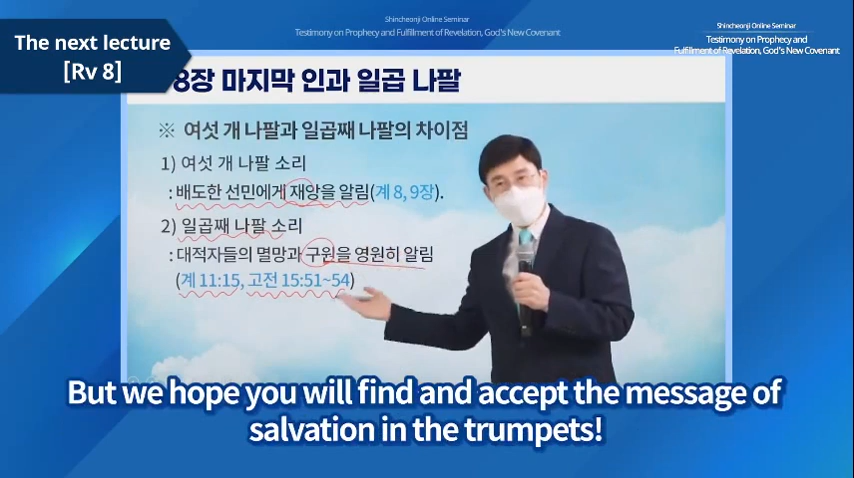 The next lecture
[Rv 8]
Shincheonji Online Seminar
Testimony on Prophecy and Fulfillment of Revelation, God's New Covenant
Shincheonji Online Seminar
Testimony on Prophecy and
Fulfillment of Revelation, God's New Covenant
8장 마지막 인과 일곱 나팔
※ 여섯 개 나팔과 일곱째 나팔의 차이점
1) 여섯 개 나팔 소리
: 배도한 선민에게 재앙을 알림(계 8, 9장).
2) 일곱째 나팔 소리
: 대적자들의 멸망과 구원을 영원히 알림
(계 11:15, 고전 15:51~54)
But we hope you will find and accept the message of
salvation in the trumpets!